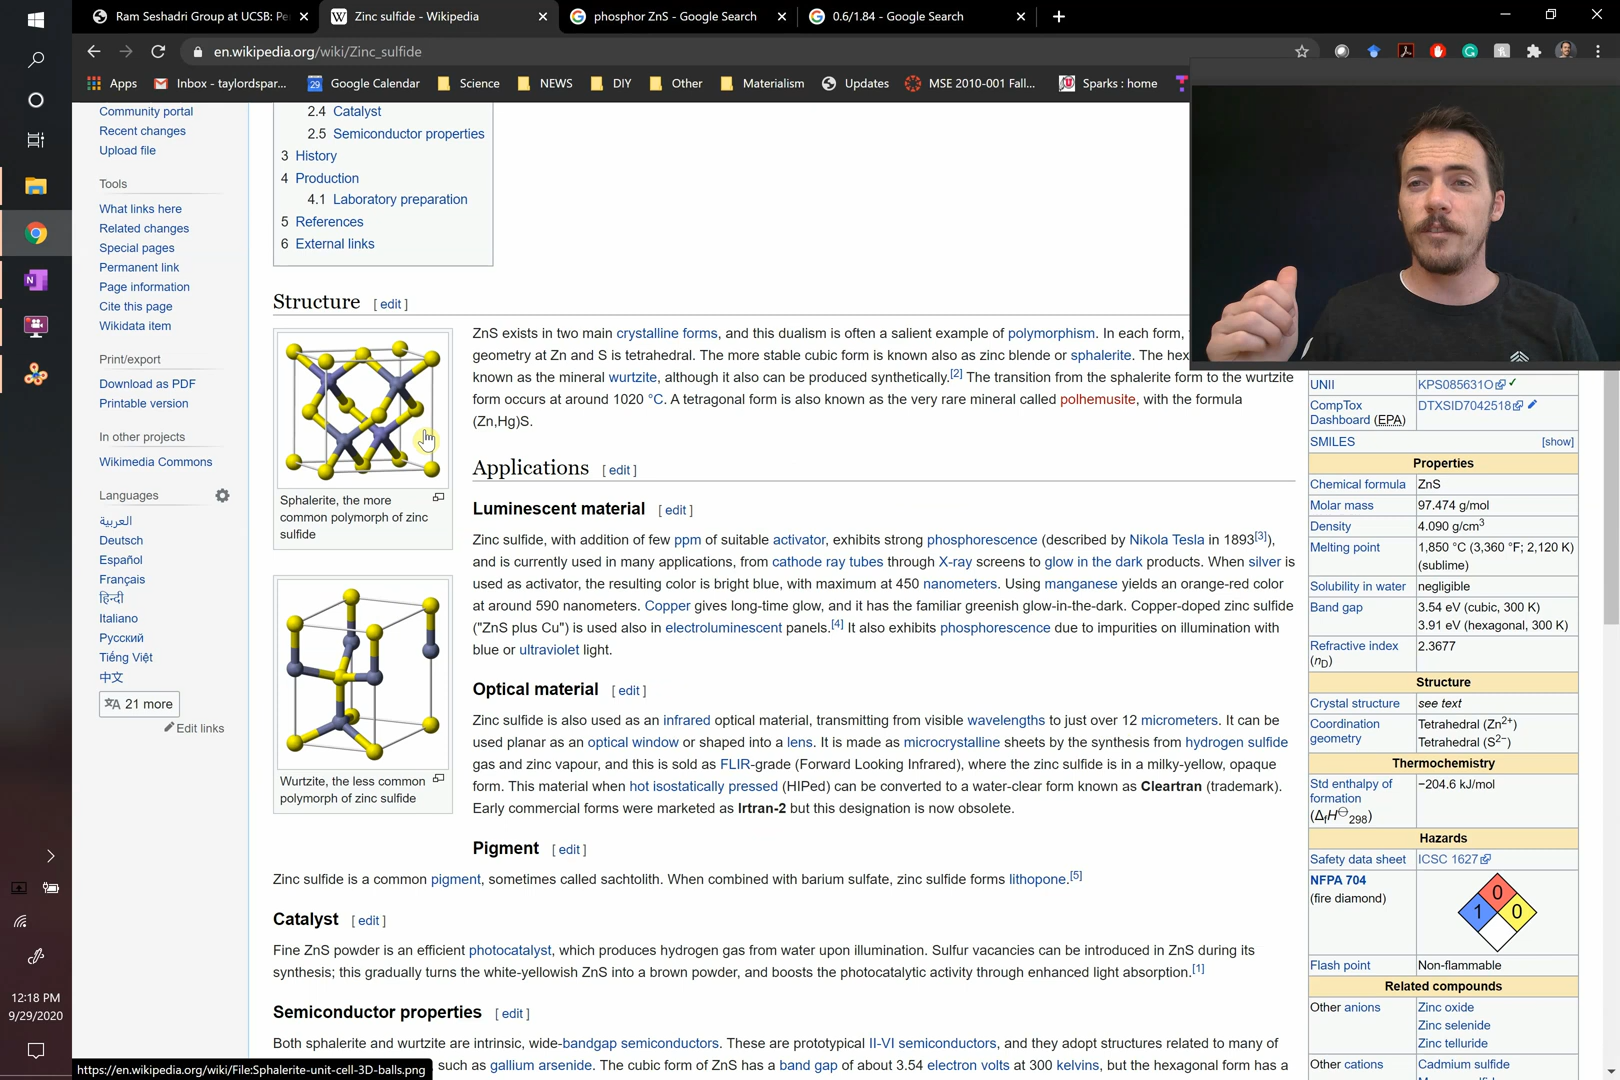 Ram Seshadri Group at UCSB: Pe
Zinc sulfide - Wikipedia
phosphor ZnS - Google Search
0.6/1.84 - Google Search
en.wikipedia.org/wiki/Zinc_sulfide
Apps
Inbox - taylordspar...
Google Calendar
Science
NEWS
DIY
Other
Materialism
Updates
MSE 2010-001 Fall...
Sparks : home
Community portal
Recent changes
Upload file
Tools
What links here
Related changes
Special pages
Permanent link
Page information
Cite this page
Wikidata item
Print/export
Download as PDF
Printable version
In other projects
Wikimedia Commons
Languages
العربية
Deutsch
Español
Français
हिन्दी
Italiano
Русский
Tiếng Việt
中文
21 more
Edit links
12:18 PM
9/29/2020
2.4 Catalyst
2.5 Semiconductor properties
3 History
4 Production
4.1 Laboratory preparation
5 References
6 External links
Structure [ edit ]
Sphalerite, the more
common polymorph of zinc
sulfide
Wurtzite, the less common
polymorph of zinc sulfide
ZnS exists in two main crystalline forms, and this dualism is often a salient example of polymorphism. In each form,
geometry at Zn and S is tetrahedral. The more stable cubic form is known also as zinc blende or sphalerite. The hex
known as the mineral wurtzite, although it also can be produced synthetically.[2] The transition from the sphalerite form to the wurtzite
form occurs at around 1020 °C. A tetragonal form is also known as the very rare mineral called polhemusite, with the formula
(Zn,Hg)S.
Applications [ edit ]
Luminescent material [ edit ]
Zinc sulfide, with addition of few ppm of suitable activator, exhibits strong phosphorescence (described by Nikola Tesla in 1893[3]),
and is currently used in many applications, from cathode ray tubes through X-ray screens to glow in the dark products. When silver is
used as activator, the resulting color is bright blue, with maximum at 450 nanometers. Using manganese yields an orange-red color
at around 590 nanometers. Copper gives long-time glow, and it has the familiar greenish glow-in-the-dark. Copper-doped zinc sulfide
("ZnS plus Cu") is used also in electroluminescent panels.[4] It also exhibits phosphorescence due to impurities on illumination with
blue or ultraviolet light.
Optical material [ edit ]
Zinc sulfide is also used as an infrared optical material, transmitting from visible wavelengths to just over 12 micrometers. It can be
used planar as an optical window or shaped into a lens. It is made as microcrystalline sheets by the synthesis from hydrogen sulfide
gas and zinc vapour, and this is sold as FLIR-grade (Forward Looking Infrared), where the zinc sulfide is in a milky-yellow, opaque
form. This material when hot isostatically pressed (HIPed) can be converted to a water-clear form known as Cleartran (trademark).
Early commercial forms were marketed as Irtran-2 but this designation is now obsolete.
Pigment [ edit ]
Zinc sulfide is a common pigment, sometimes called sachtolith. When combined with barium sulfate, zinc sulfide forms lithopone.[5]
Catalyst [ edit ]
Fine ZnS powder is an efficient photocatalyst, which produces hydrogen gas from water upon illumination. Sulfur vacancies can be introduced in ZnS during its
synthesis; this gradually turns the white-yellowish ZnS into a brown powder, and boosts the photocatalytic activity through enhanced light absorption.[1]
Semiconductor properties [ edit ]
Both sphalerite and wurtzite are intrinsic, wide-bandgap semiconductors. These are prototypical II-VI semiconductors, and they adopt structures related to many of
such as gallium arsenide. The cubic form of ZnS has a band gap of about 3.54 electron volts at 300 kelvins, but the hexagonal form has a
https://en.wikipedia.org/wiki/File:Sphalerite-unit-cell-3D-balls.png
UNII KPS085631O
CompTox
Dashboard (EPA) DTXSID7042518
SMILES [show]
Properties
Chemical formula ZnS
Molar mass 97.474 g/mol
Density 4.090 g/cm3
Melting point 1,850 °C (3,360 °F; 2,120 K)
(sublime)
Solubility in water negligible
Band gap 3.54 eV (cubic, 300 K)
3.91 eV (hexagonal, 300 K)
Refractive index 2.3677
(nD)
Structure
Crystal structure see text
Coordination Tetrahedral (Zn2+)
geometry Tetrahedral (S2−)
Thermochemistry
Std enthalpy of −204.6 kJ/mol
formation
(ΔfH⊖298)
Hazards
Safety data sheet ICSC 1627
NFPA 704
(fire diamond)
0
1 0
Flash point Non-flammable
Related compounds
Other anions Zinc oxide
Zinc selenide
Zinc telluride
Other cations Cadmium sulfide